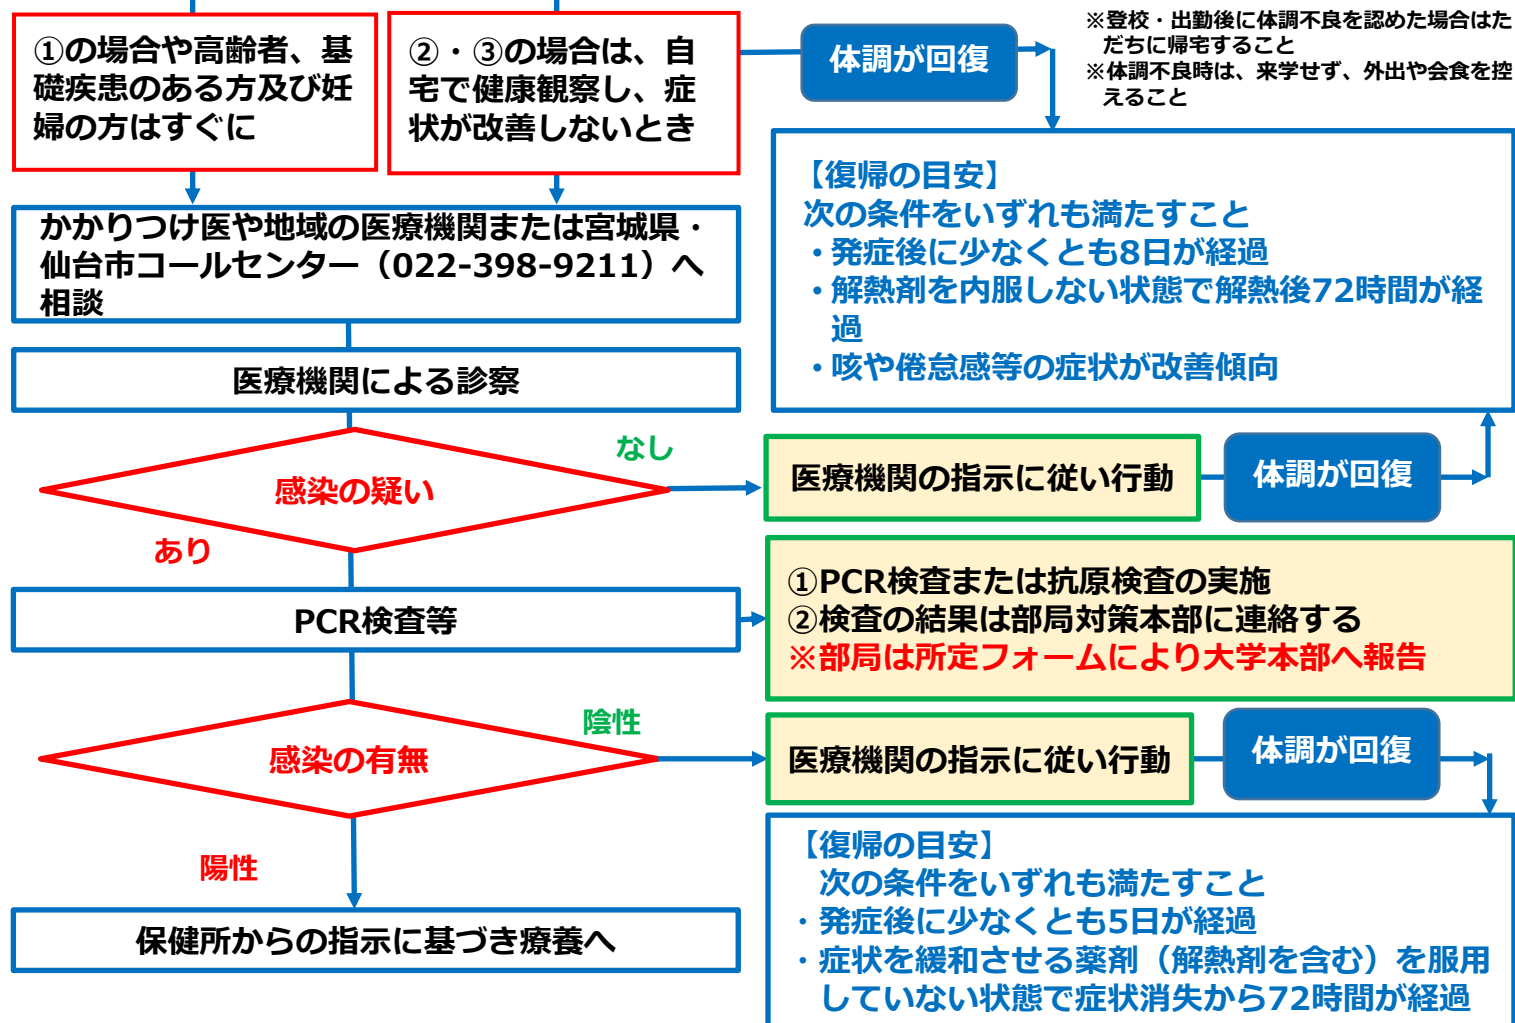 ①の場合や高齢者、基
礎疾患のある方及び妊
婦の方はすぐに
②・③の場合は、自
宅で健康観察し、症
状が改善しないとき
体調が回復
※登校・出勤後に体調不良を認めた場合はた
だちに帰宅すること
※体調不良時は、来学せず、外出や会食を控
えること
【復帰の目安】
次の条件をいずれも満たすこと
・発症後に少なくとも8日が経過
・解熱剤を内服しない状態で解熱後72時間が経
過
・咳や倦怠感等の症状が改善傾向
かかりつけ医や地域の医療機関または宮城県・
仙台市コールセンター（022-398-9211）へ
相談
医療機関による診察
感染の疑い
なし
医療機関の指示に従い行動
体調が回復
あり
PCR検査等
①PCR検査または抗原検査の実施
②検査の結果は部局対策本部に連絡する
※部局は所定フォームにより大学本部へ報告
感染の有無
陰性
医療機関の指示に従い行動
体調が回復
陽性
保健所からの指示に基づき療養へ
【復帰の目安】
次の条件をいずれも満たすこと
・発症後に少なくとも5日が経過
・症状を緩和させる薬剤（解熱剤を含む）を服用
していない状態で症状消失から72時間が経過